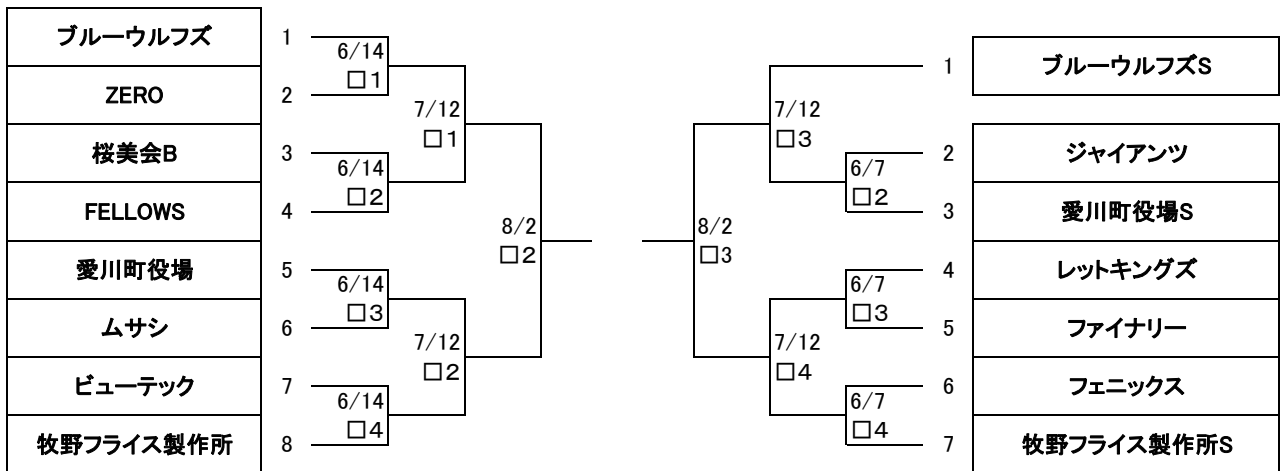 ブルーウルフズ 1
6/14
□1
ZERO 2
7/12
□1
桜美会B 3
6/14
□2
FELLOWS 4
8/2
□2
愛川町役場 5
6/14
□3
ムサシ 6
7/12
□2
ビューテック 7
6/14
□4
牧野フライス製作所 8
1 ブルーウルフズS
7/12
□3
2 ジャイアンツ
6/7
□2
3 愛川町役場S
8/2
□3
4 レットキングズ
6/7
□3
5 ファイナリー
7/12
□4
6 フェニックス
6/7
□4
7 牧野フライス製作所S